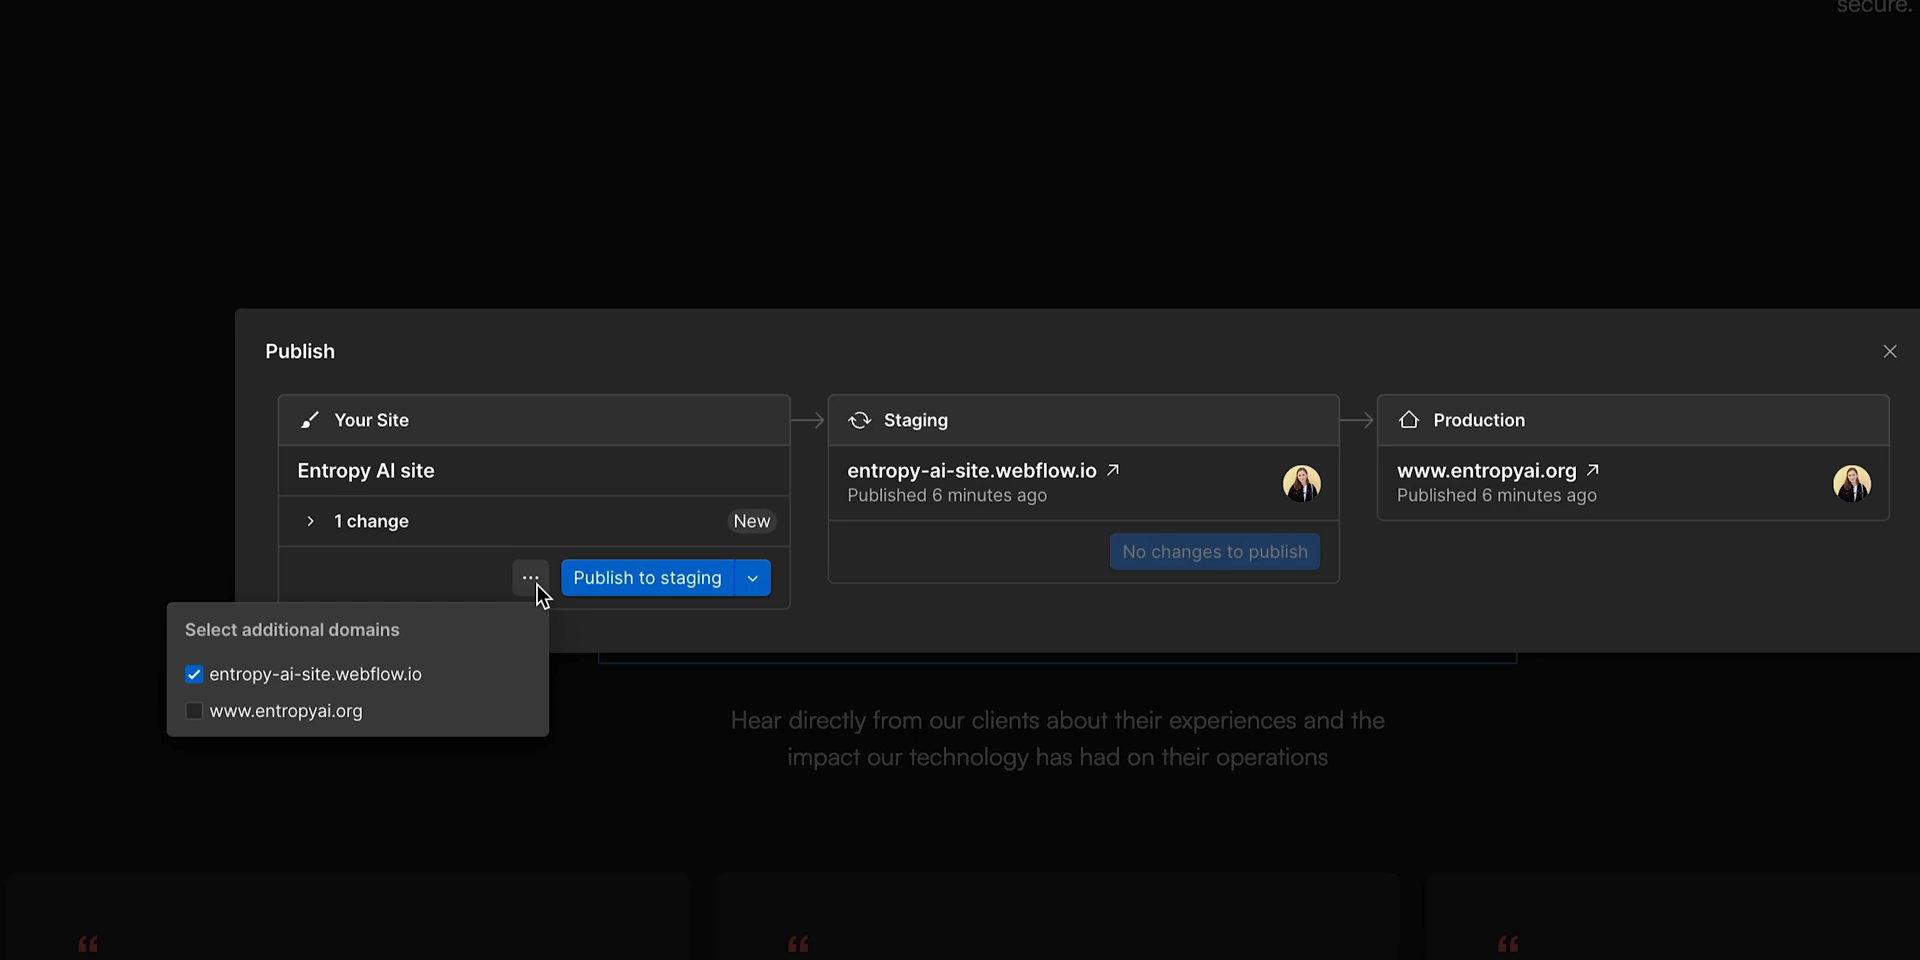 secure.
Publish
Your Site
Entropy AI site
1 change
New
Publish to staging
Staging
entropy-ai-site.webflow.io
Published 6 minutes ago
No changes to publish
Production
www.entropyai.org
Published 6 minutes ago
Select additional domains
entropy-ai-site.webflow.io
www.entropyai.org
Hear directly from our clients about their experiences and the
impact our technology has had on their operations
“
“
“